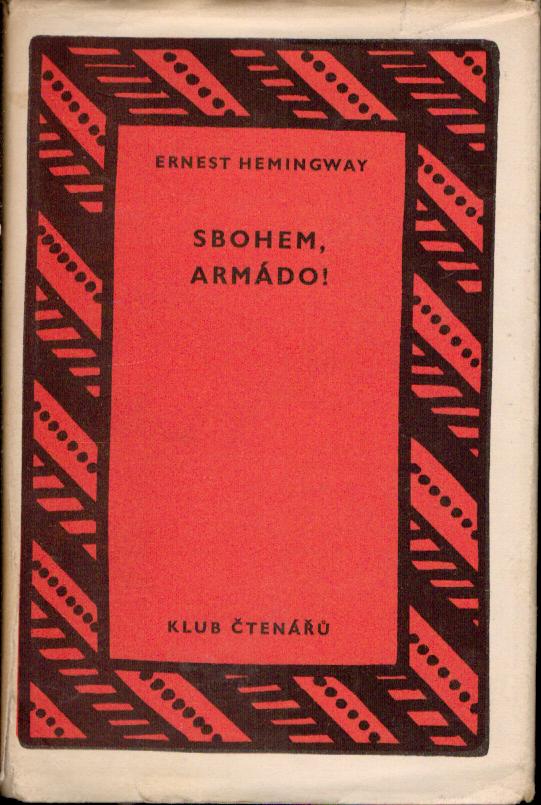 ERNEST HEMINGWAY
SBOHEM,
ARMÁDO!
KLUB ČTENÁŘŮ